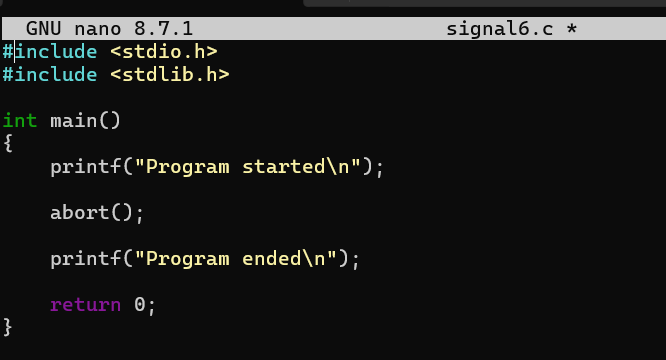 GNU nano 8.7.1 signal6.c *
#include <stdio.h>
#include <stdlib.h>
int main()
{
printf("Program started\n");
abort();
printf("Program ended\n");
return 0;
}